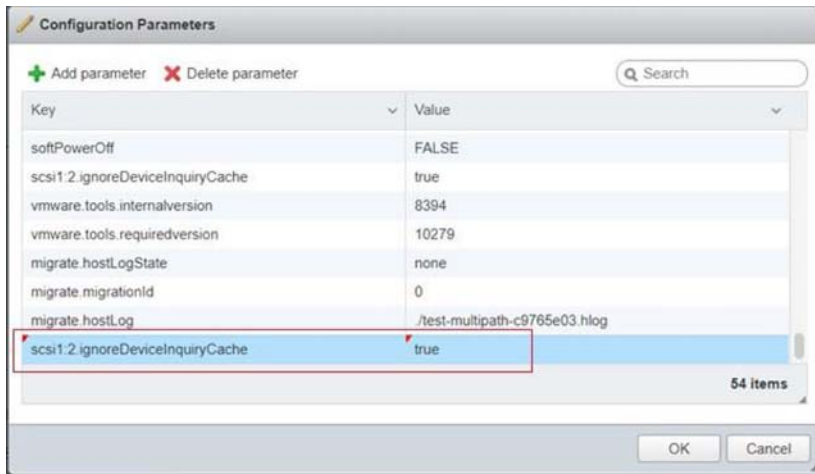 Configuration Parameters
Add parameter Delete parameter Search
Key Value
softPowerOff FALSE
scsi1:2.ignoreDeviceInquiryCache true
vmware.tools.internalversion 8394
vmware.tools.requiredversion 10279
migrate.hostLogState none
migrate.migrationId 0
migrate.hostLog ./test-multipath-c9765e03.hlog
scsi1:2.ignoreDeviceInquiryCache true
54 items
OK Cancel